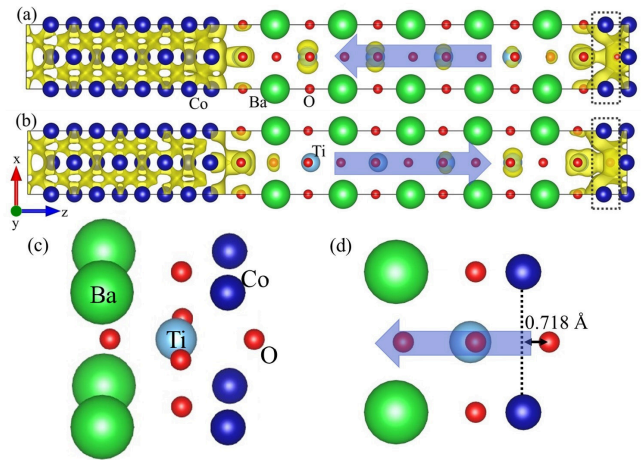 (a)
Co Ba O
(b)
Ti
x
y z
(c) (d)
Ba Co
Ti O
0.718 Å